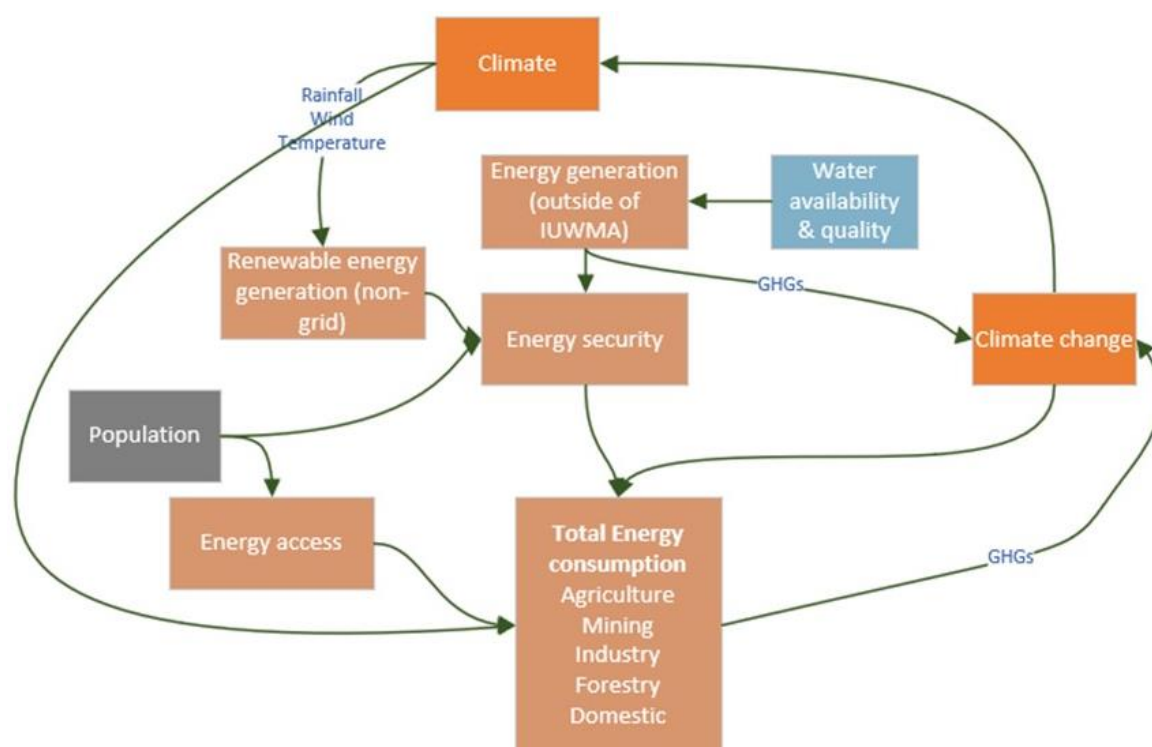 Climate
Rainfall
Wind
Temperature
Energy generation
(outside of
IUWMA)
Water
availability
& quality
Renewable energy
generation (non-
grid)
GHGs
Energy security
Climate change
Population
Energy access
Total Energy
consumption
Agriculture
Mining
Industry
Forestry
Domestic
GHGs